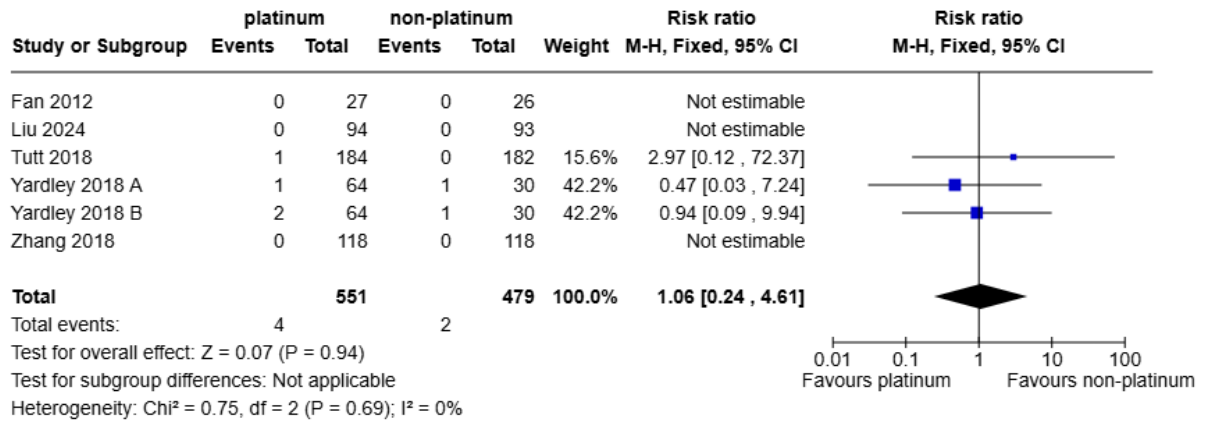 platinum non-platinum Risk ratio Risk ratio
Study or Subgroup Events Total Events Total Weight M-H, Fixed, 95% CI M-H, Fixed, 95% CI
Fan 2012 0 27 0 26 Not estimable
Liu 2024 0 94 0 93 Not estimable
Tutt 2018 1 184 0 182 15.6% 2.97 [0.12 , 72.37]
Yardley 2018 A 1 64 1 30 42.2% 0.47 [0.03 , 7.24]
Yardley 2018 B 2 64 1 30 42.2% 0.94 [0.09 , 9.94]
Zhang 2018 0 118 0 118 Not estimable
Total 551 479 100.0% 1.06 [0.24 , 4.61]
Total events: 4 2
Test for overall effect: Z = 0.07 (P = 0.94)
0.01 0.1 1 10 100
Test for subgroup differences: Not applicable
Favours platinum Favours non-platinum
Heterogeneity: Chi² = 0.75, df = 2 (P = 0.69); I² = 0%